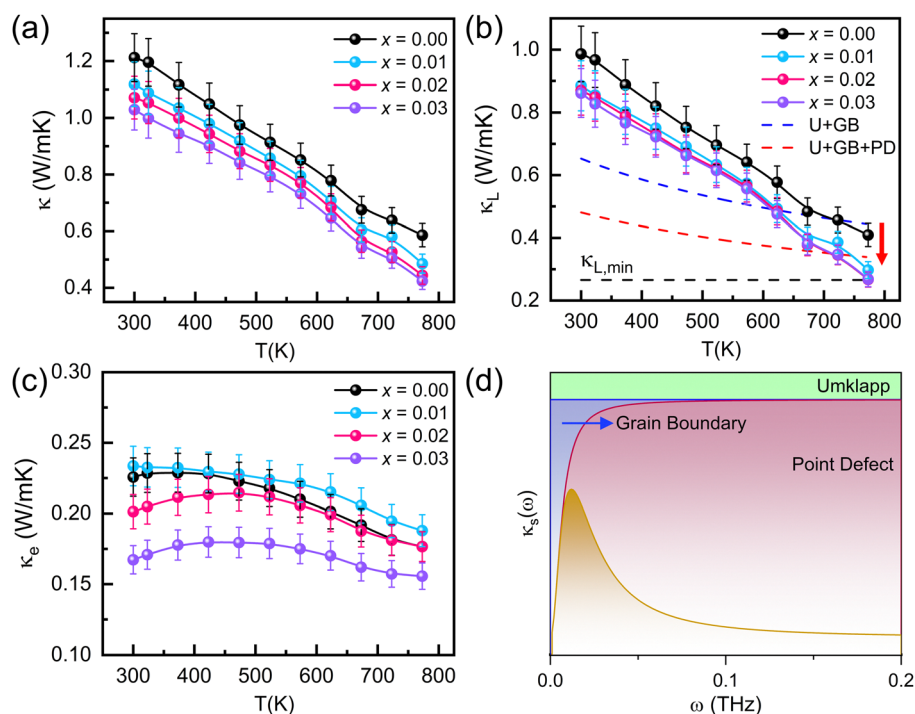 (a)
κ (W/mK)
1.2
1.0
0.8
0.6
0.4
x = 0.00
x = 0.01
x = 0.02
x = 0.03
300 400 500 600 700 800
T(K)
(b)
κL (W/mK)
1.0
0.8
0.6
0.4
0.2
x = 0.00
x = 0.01
x = 0.02
x = 0.03
U+GB
U+GB+PD
κL,min
300 400 500 600 700 800
T(K)
(c)
κe (W/mK)
0.30
0.25
0.20
0.15
0.10
x = 0.00
x = 0.01
x = 0.02
x = 0.03
300 400 500 600 700 800
T(K)
(d)
κs(ω)
Umklapp
Grain Boundary
Point Defect
0.0 0.1 0.2
ω (THz)